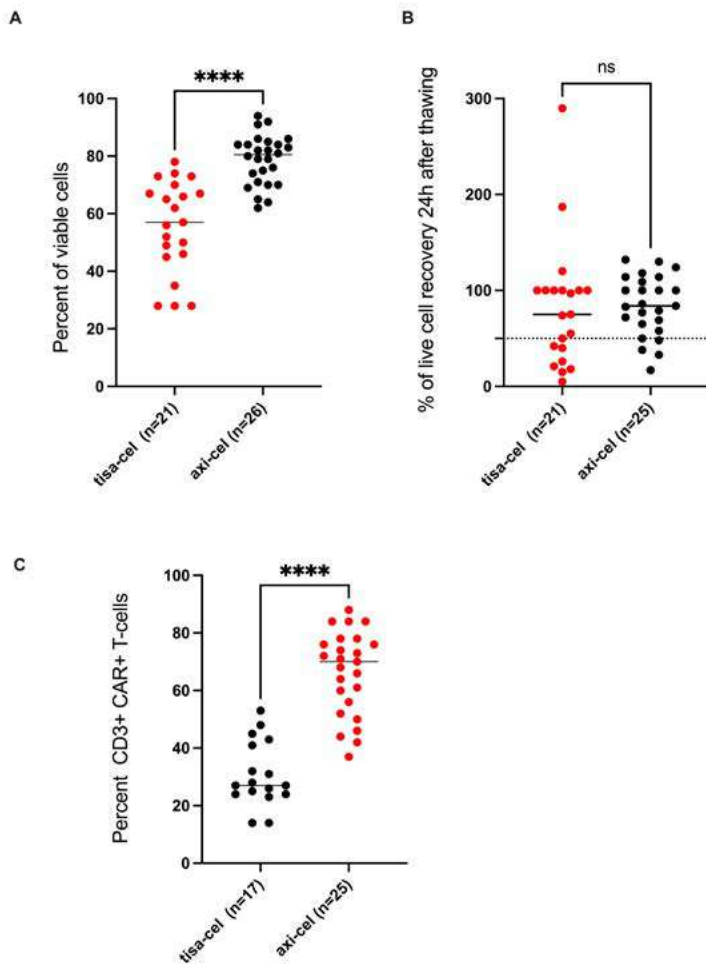 A
****
Percent of viable cells
100
80
60
40
20
0
tisa-cel (n=21)
axi-cel (n=26)
B
ns
% of live cell recovery 24h after thawing
300
200
100
0
tisa-cel (n=21)
axi-cel (n=25)
C
****
Percent CD3+ CAR+ T-cells
100
80
60
40
20
0
tisa-cel (n=17)
axi-cel (n=25)